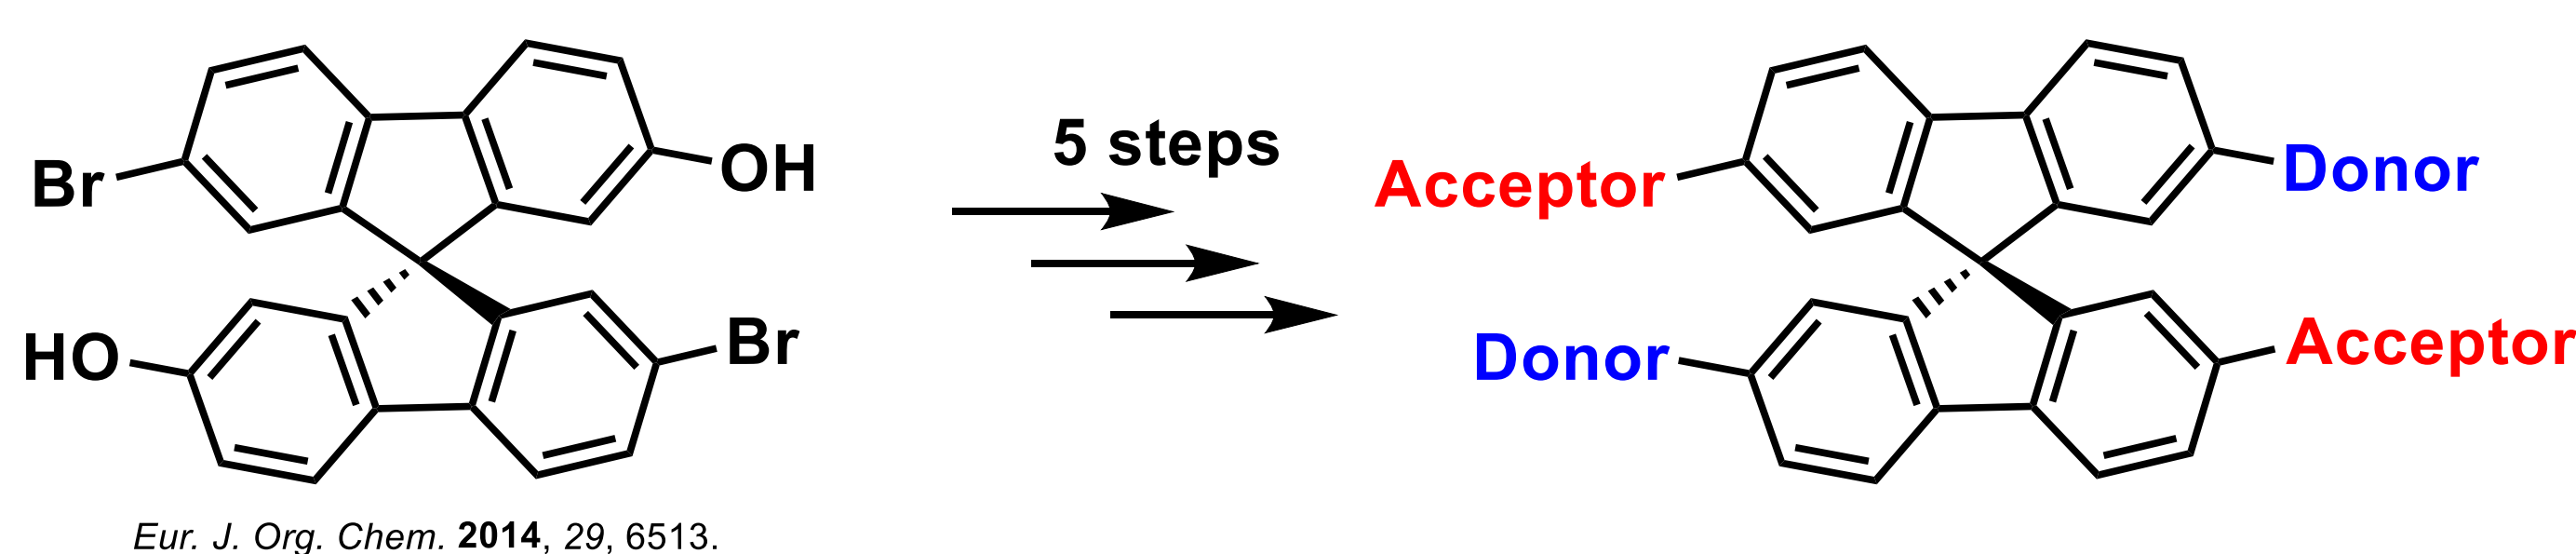 Br
OH
HO
Br
5 steps
Acceptor
Donor
Donor
Acceptor
Eur. J. Org. Chem. 2014, 29, 6513.